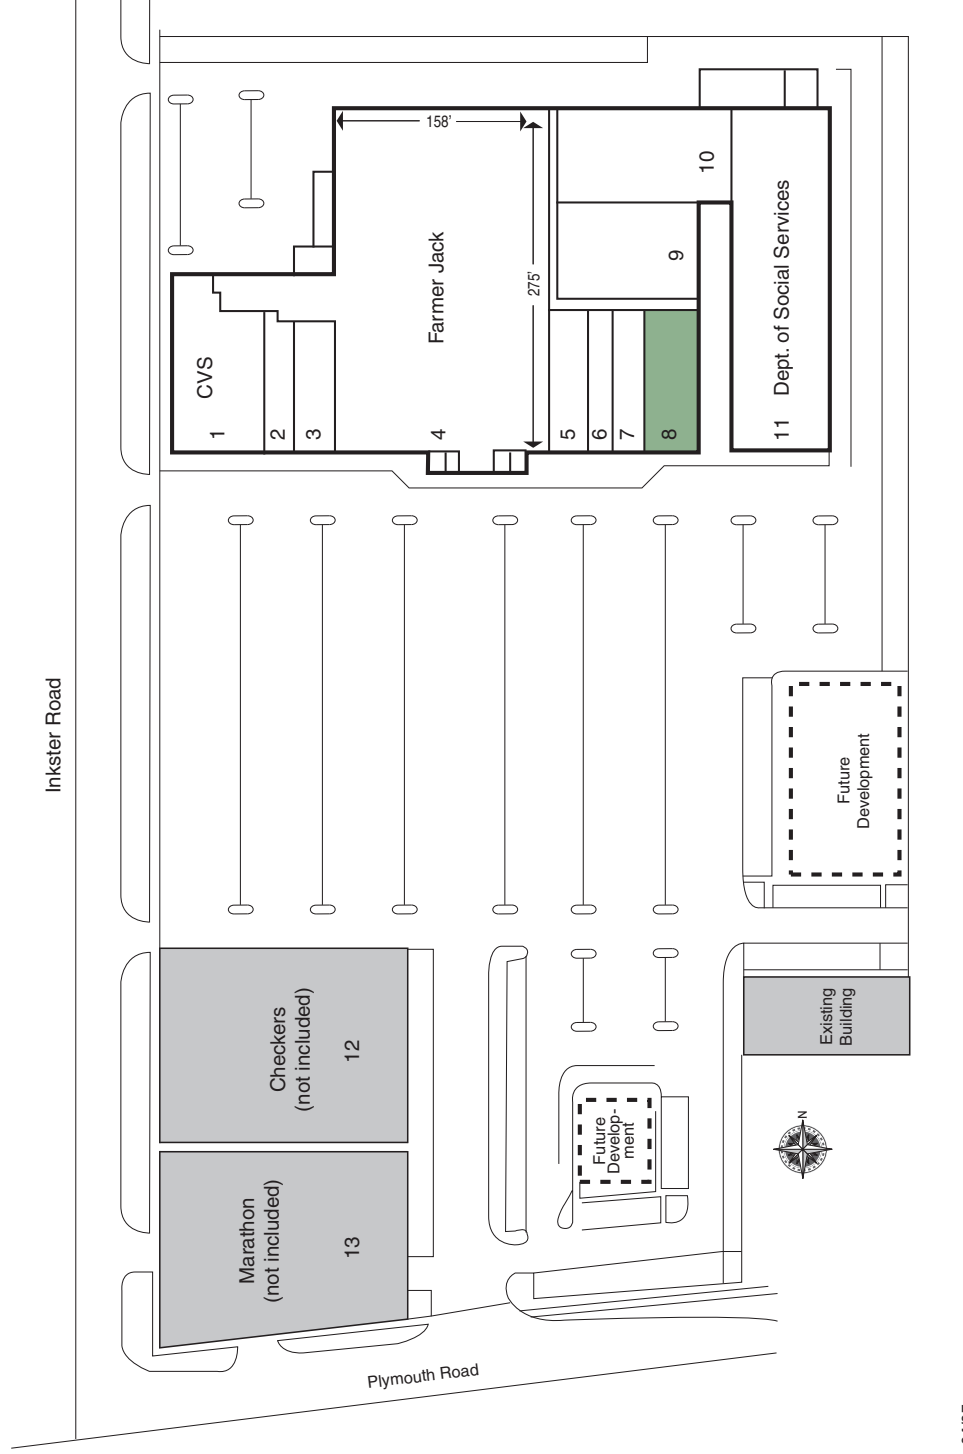 Inkster Road
158'
275'
CVS
1
2
3
Farmer Jack
4
5
6
7
8
9
10
11 Dept. of Social Services
Future
Development
Checkers
(not included)
12
Existing
Building
Future
Develop-
ment
N
Marathon
(not included)
13
Plymouth Road